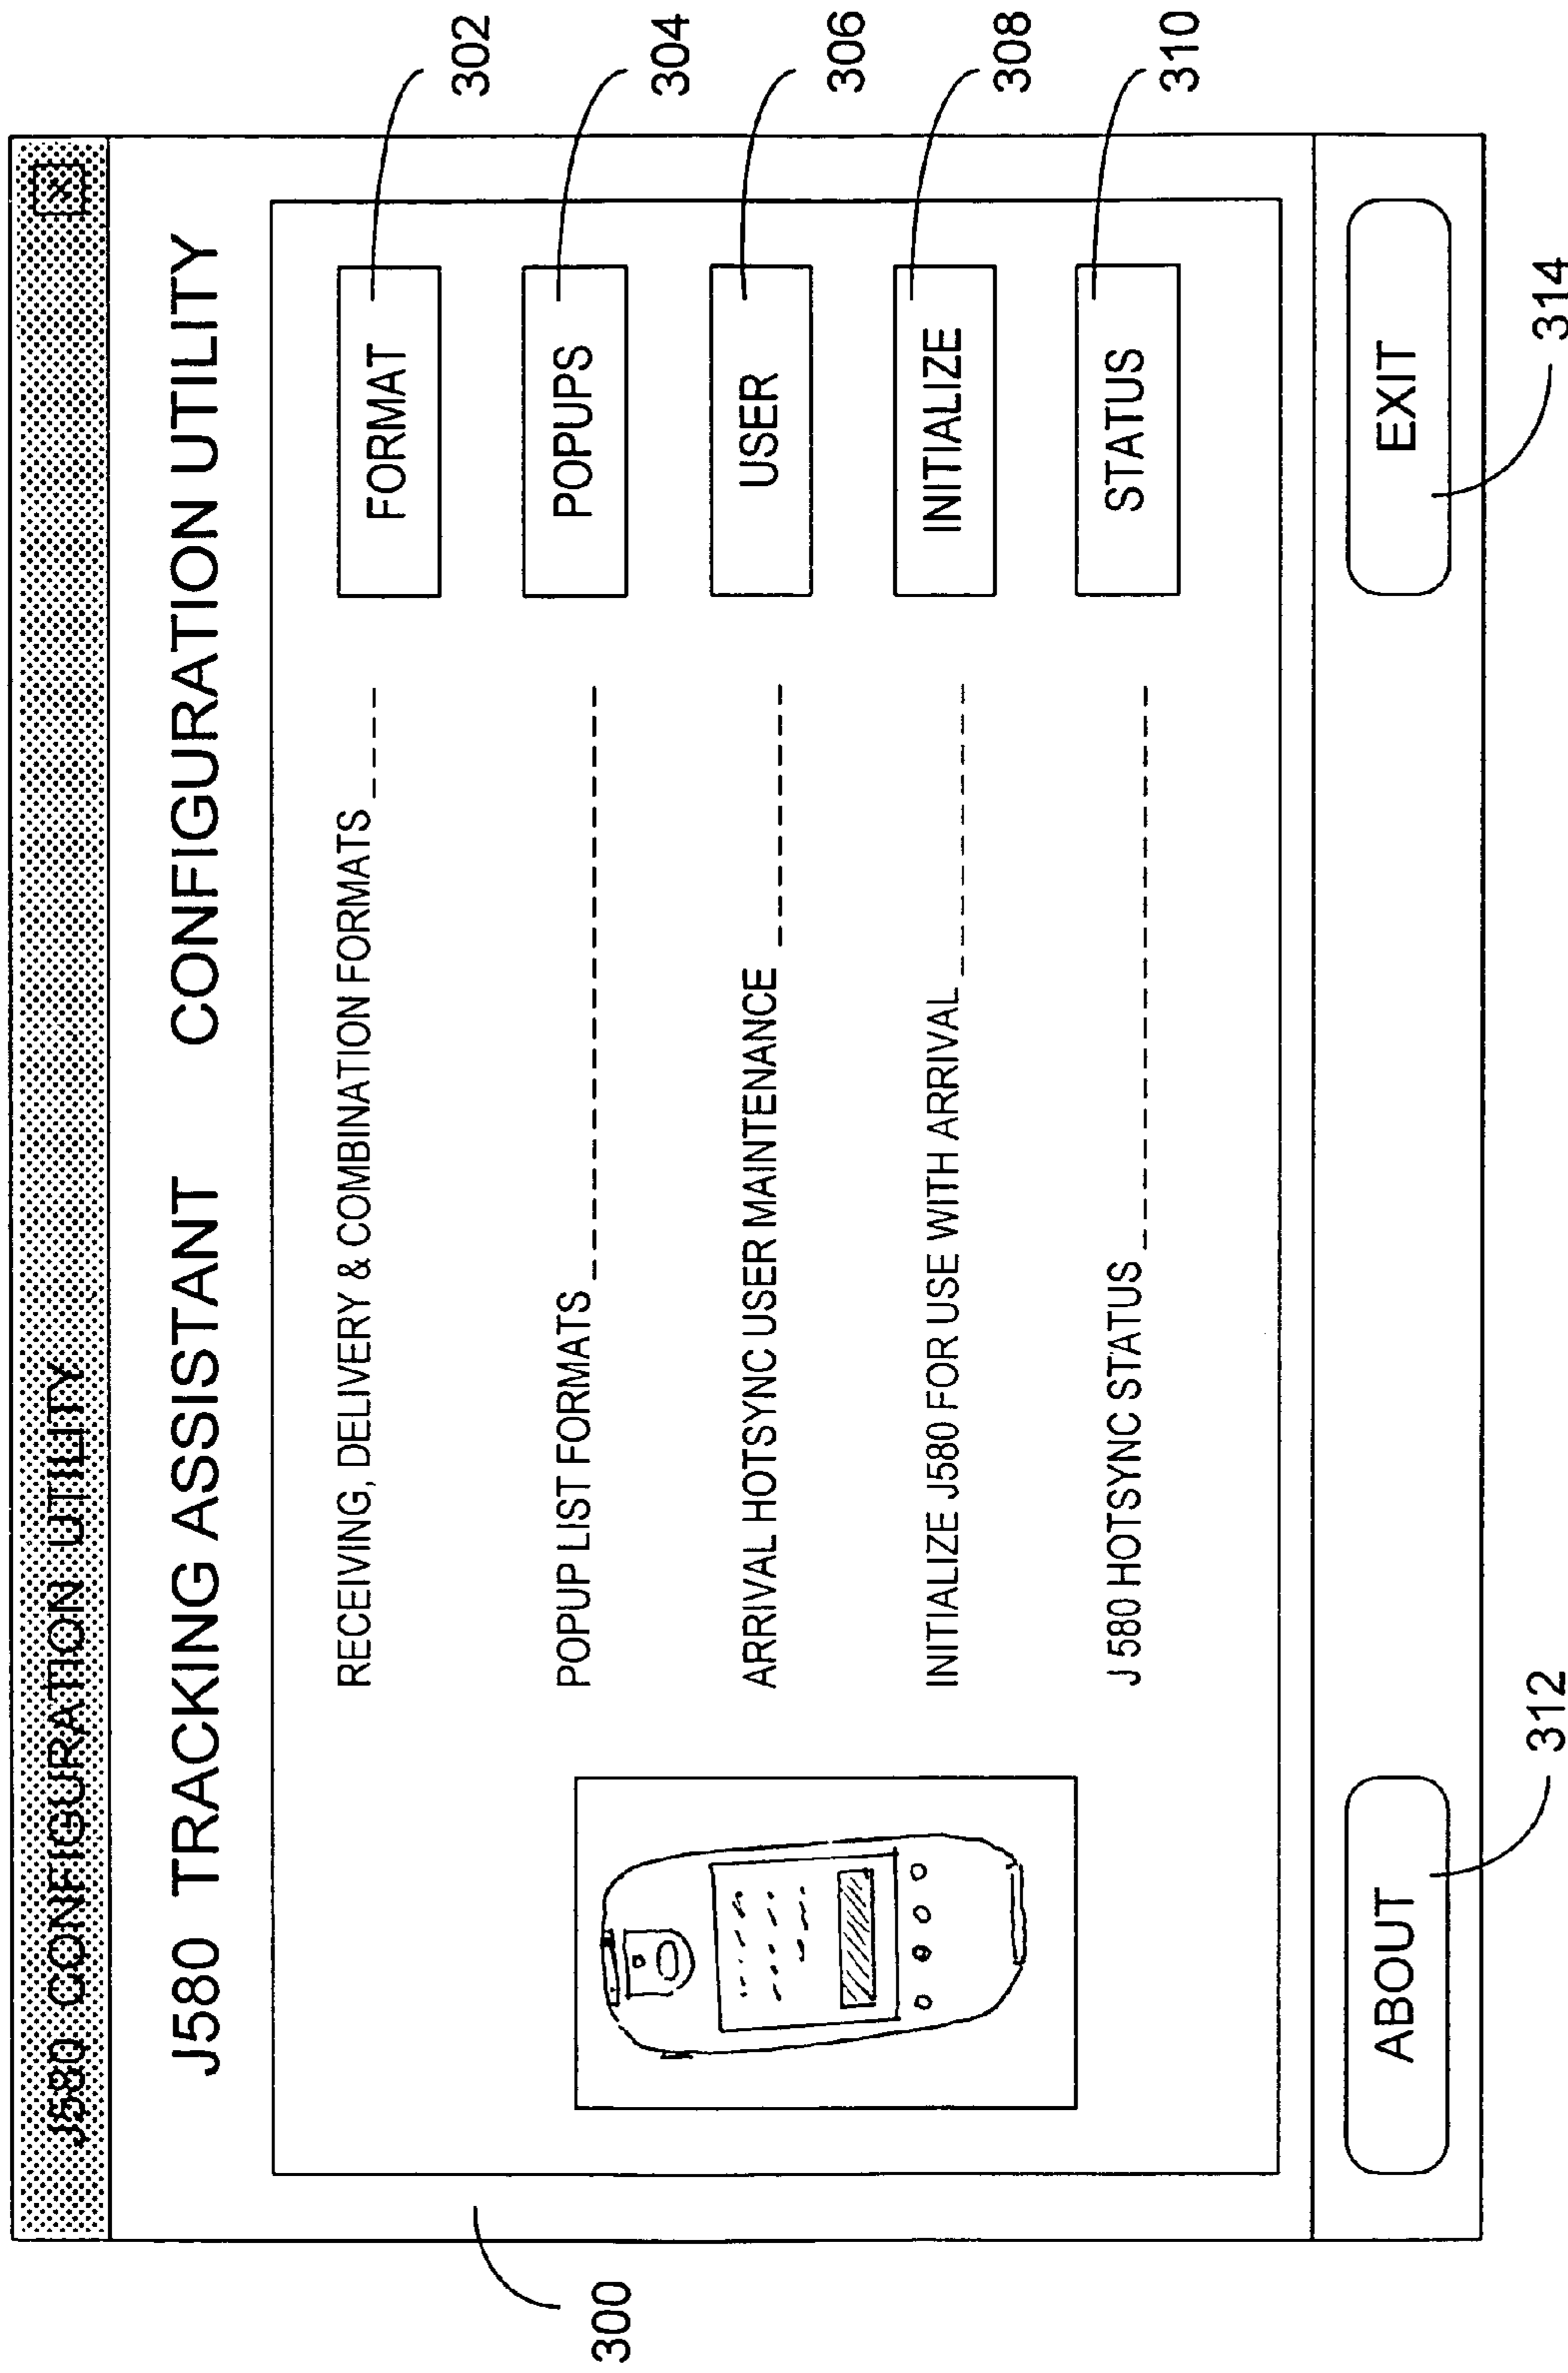 J580 CONFIGURATION UTILITY X
J580 TRACKING ASSISTANT CONFIGURATION UTILITY
RECEIVING, DELIVERY & COMBINATION FORMATS FORMAT 302
POPUP LIST FORMATS POPUPS 304
ARRIVAL HOTSYNC USER MAINTENANCE USER 306
INITIALIZE J580 FOR USE WITH ARRIVAL INITIALIZE 308
J 580 HOTSYNC STATUS STATUS 310
300
ABOUT EXIT
312 314